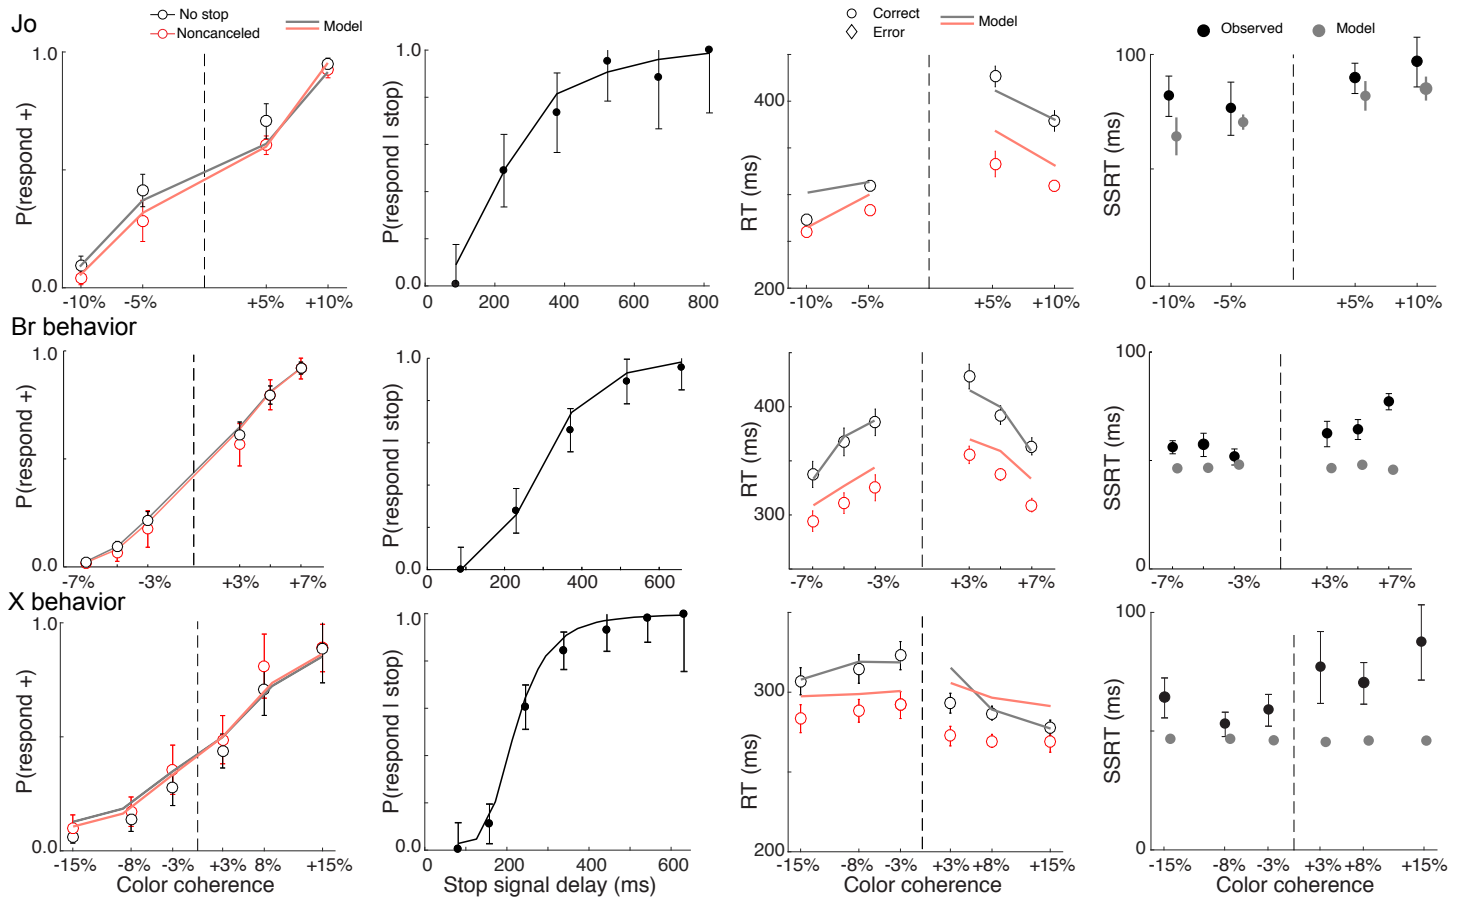 Jo
No stop
Noncanceled
Model
Correct
Error
Model
Observed
Model
P(respond +)
1.0
0.0
-10%
-5%
+5%
+10%
P(respond | stop)
1.0
0.0
0
200
400
600
800
RT (ms)
400
200
-10%
-5%
+5%
+10%
SSRT (ms)
100
0
-10%
-5%
+5%
+10%
Br behavior
P(respond +)
1.0
0.0
-7%
-3%
+3%
+7%
P(respond | stop)
1.0
0.0
0
200
400
600
RT (ms)
400
300
-7%
-3%
+3%
+7%
SSRT (ms)
100
0
-7%
-3%
+3%
+7%
X behavior
P(respond +)
1.0
0.0
-15%
-8%
-3%
+3%
8%
+15%
Color coherence
P(respond | stop)
1.0
0.0
0
200
400
600
Stop signal delay (ms)
RT (ms)
300
200
-15%
-8%
-3%
+3%
+8%
+15%
Color coherence
SSRT (ms)
100
0
-15%
-8%
-3%
+3%
+8%
+15%
Color coherence